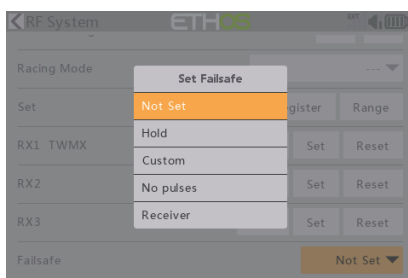 RF System
ETHOS
EXT
Racing Mode
---
Set Failsafe
Not Set
Hold
Custom
No pulses
Receiver
Set
gister
Range
RX1 TWMX
Set
Reset
RX2
Set
Reset
RX3
Set
Reset
Failsafe
Not Set